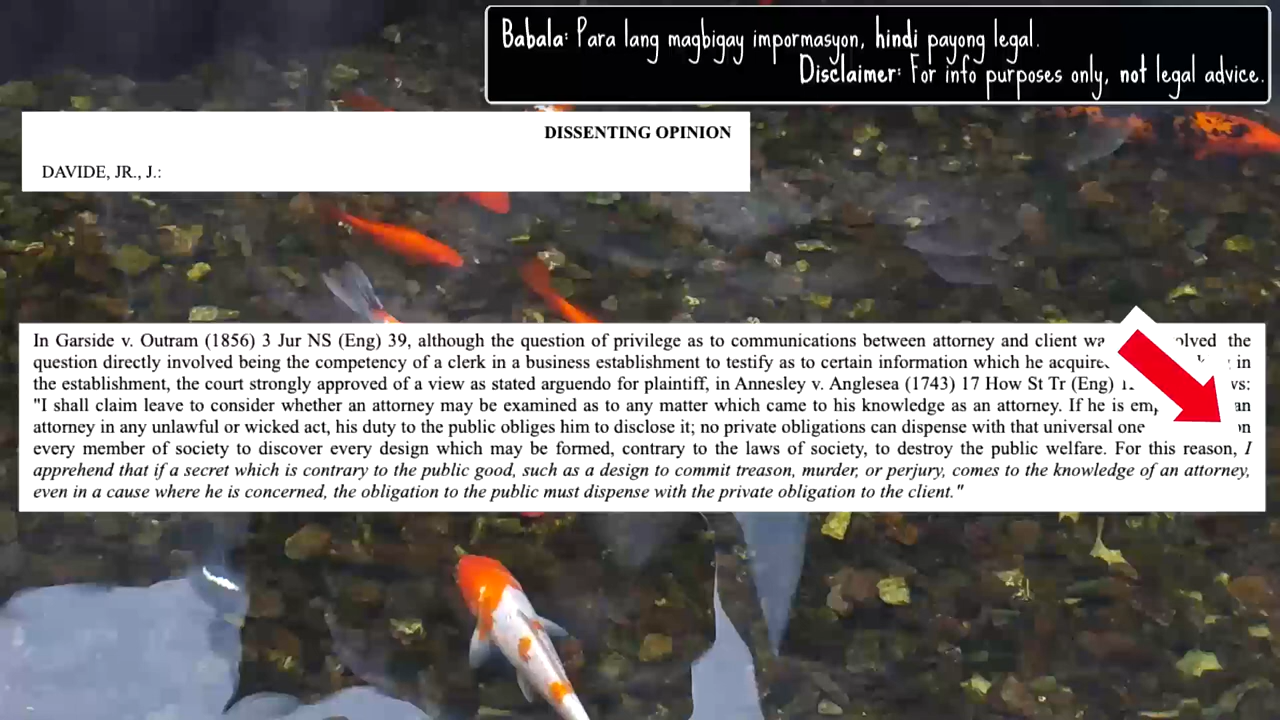 Babala: Para lang magbigay impormasyon, hindi payong legal.
Disclaimer: For info purposes only, not legal advice.
DISSENTING OPINION
DAVIDE, JR., J.:
In Garside v. Outram (1856) 3 Jur NS (Eng) 39, although the question of privilege as to communications between attorney and client the
question directly involved being the competency of a clerk in a business establishment to testify as to certain information which he in
the establishment, the court strongly approved of a view as stated arguendo for plaintiff, in Annesley v. Anglesea (1743) 17 How St Tr (Eng)
"I shall claim leave to consider whether an attorney may be examined as to any matter which came to his knowledge as an attorney. If he is an
attorney in any unlawful or wicked act, his duty to the public obliges him to disclose it; no private obligations can dispense with that universal one
every member of society to discover every design which may be formed, contrary to the laws of society, to destroy the public welfare. For this reason, I
apprehend that if a secret which is contrary to the public good, such as a design to commit treason, murder, or perjury, comes to the knowledge of an attorney,
even in a cause where he is concerned, the obligation to the public must dispense with the private obligation to the client."